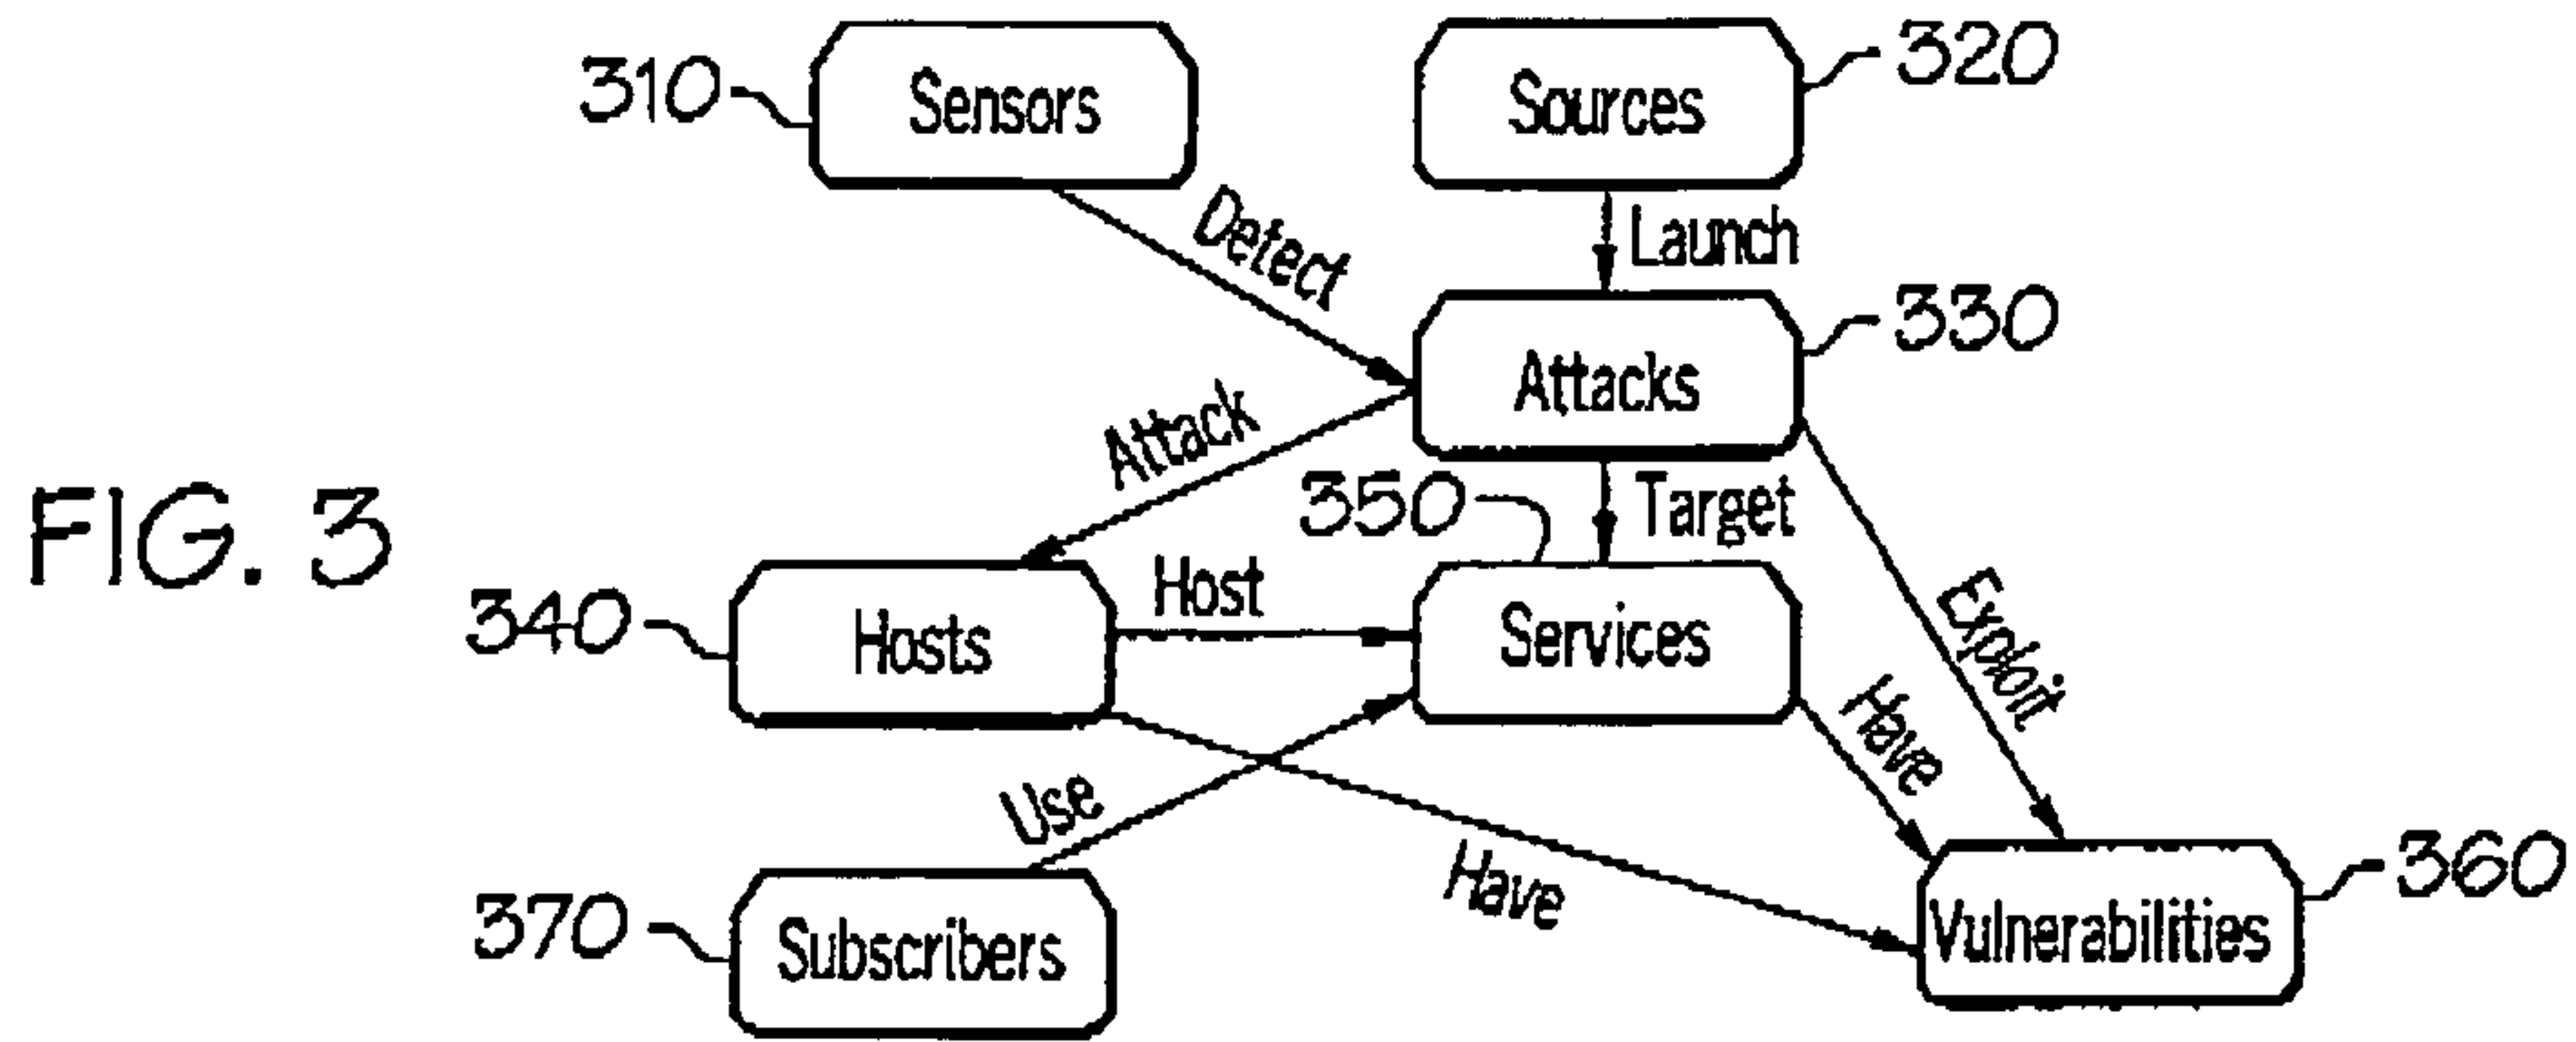 310
Sensors
Sources
320
Detect
Launch
330
Attacks
Attack
350
Target
FIG. 3
Host
Exploit
340
Hosts
Services
Have
Use
Have
370
Subscribers
Vulnerabilities
360